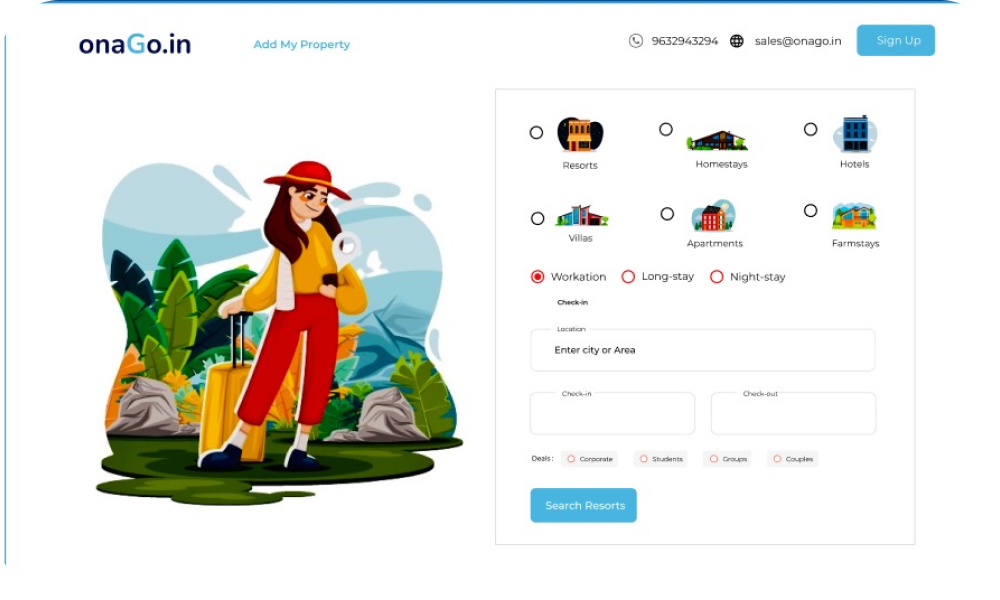 onaGo.in
Add My Property
9632943294
sales@onago.in
Sign Up
Resorts
Homestays
Hotels
Villas
Apartments
Farmstays
Workation
Long-stay
Night-stay
Check-in
Location
Enter city or Area
Check-in
Check-out
Deals :
Corporate
Students
Groups
Couples
Search Resorts